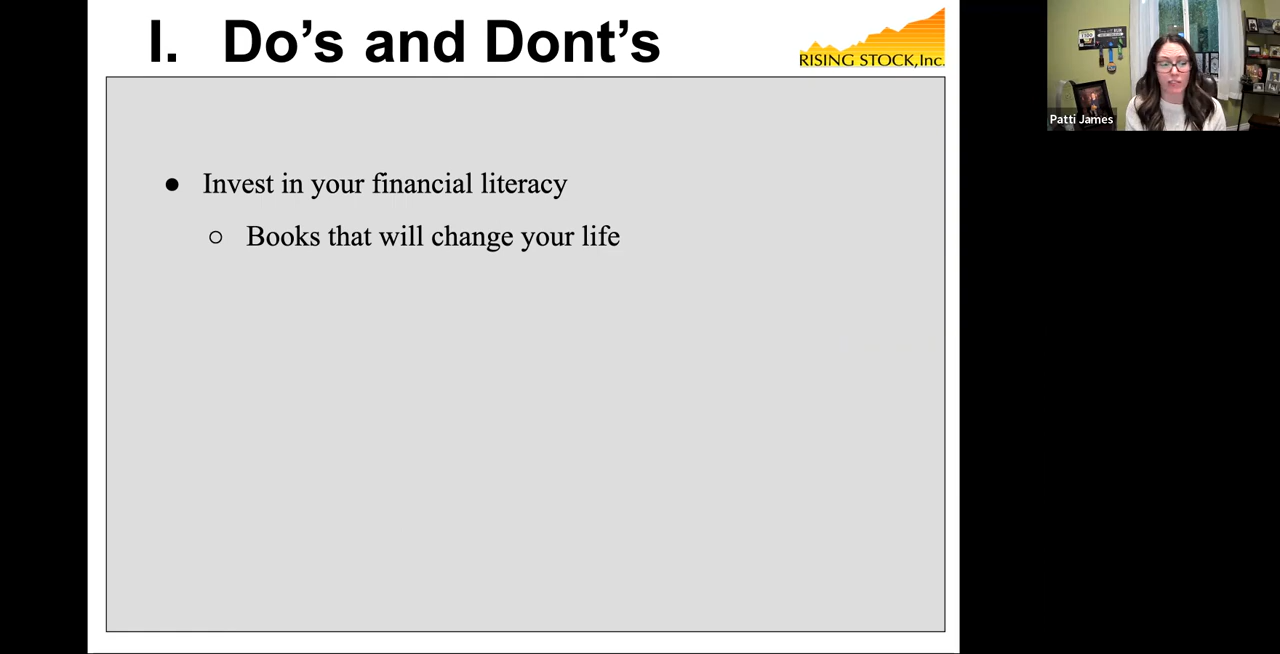 I. Do’s and Dont’s
RISING STOCK,Inc.
● Invest in your financial literacy
○ Books that will change your life
Patti James